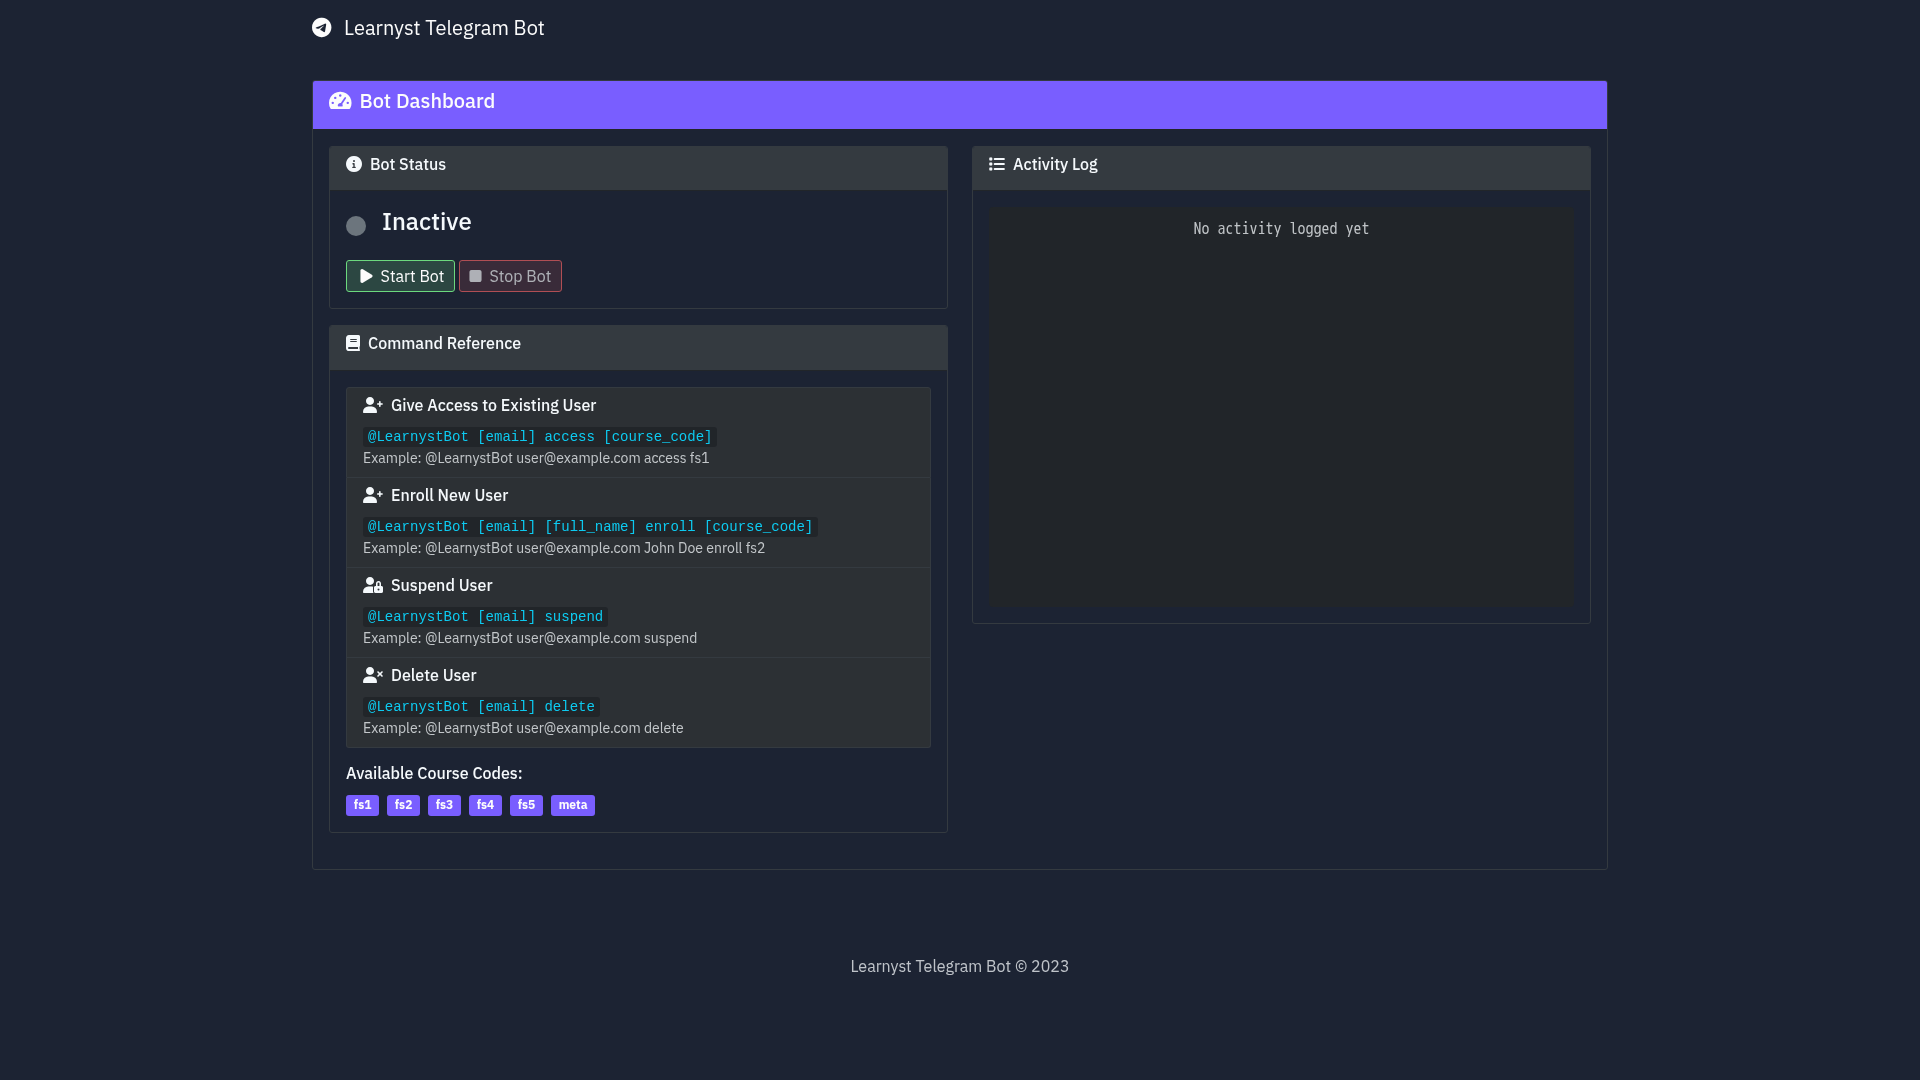 Learnyst Telegram Bot
Bot Dashboard
Bot Status
Inactive
Start Bot
Stop Bot
Command Reference
Give Access to Existing User
@LearnystBot [email] access [course_code]
Example: @LearnystBot user@example.com access fs1
Enroll New User
@LearnystBot [email] [full_name] enroll [course_code]
Example: @LearnystBot user@example.com John Doe enroll fs2
Suspend User
@LearnystBot [email] suspend
Example: @LearnystBot user@example.com suspend
Delete User
@LearnystBot [email] delete
Example: @LearnystBot user@example.com delete
Available Course Codes:
fs1 fs2 fs3 fs4 fs5 meta
Activity Log
No activity logged yet
Learnyst Telegram Bot © 2023